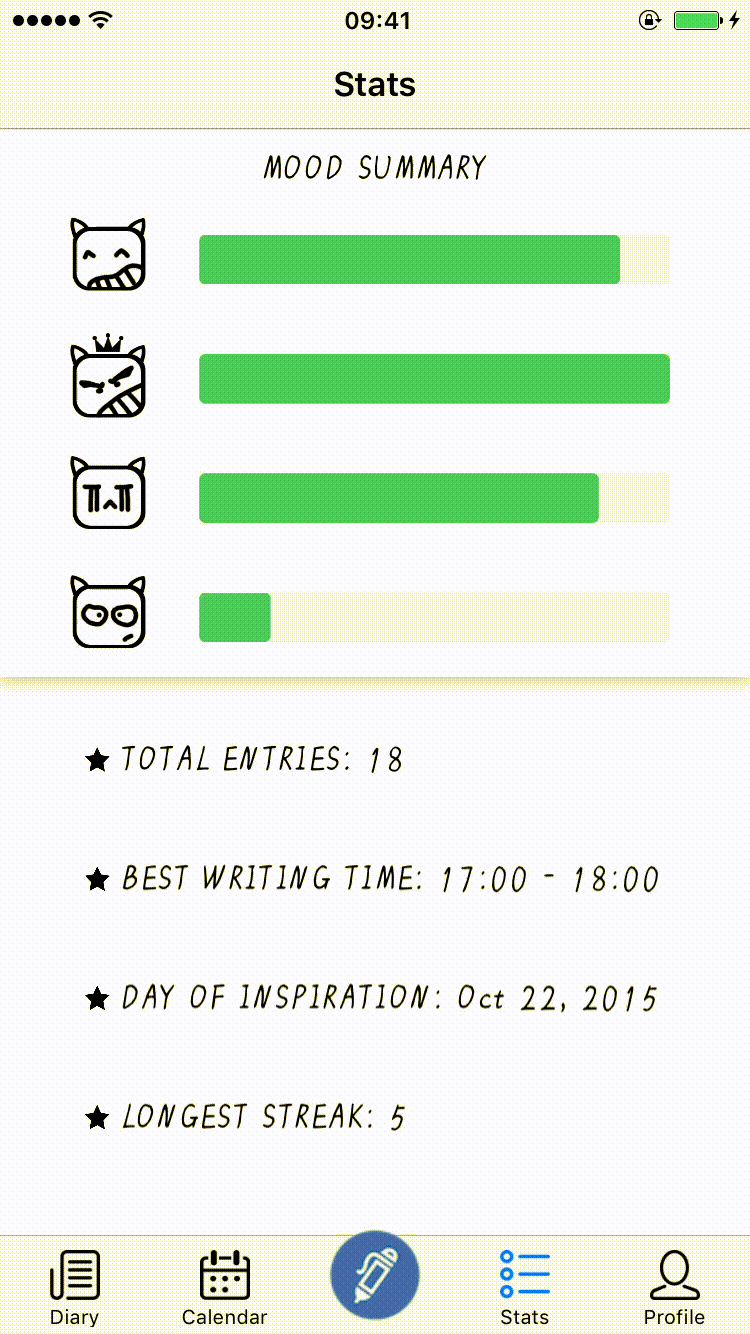 09:41
Stats
MOOD SUMMARY
TOTAL ENTRIES: 18
BEST WRITING TIME: 17:00 - 18:00
DAY OF INSPIRATION: Oct 22, 2015
LONGEST STREAK: 5
Diary Calendar Stats Profile